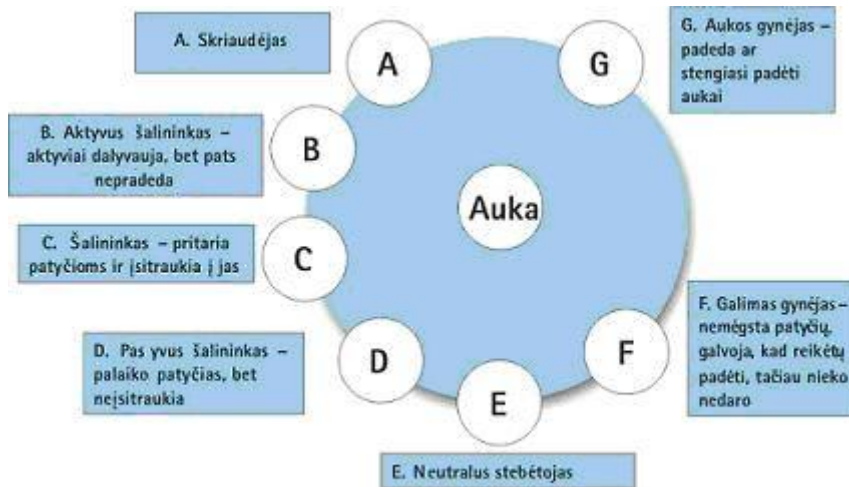 A. Skriaudėjas
A
G
G. Aukos gynėjas –
padeda ar
stengiasi padėti
aukai
B. Aktyvus šalininkas –
aktyviai dalyvauja, bet pats
nepradeda
B
Auka
C. Šalininkas – pritaria
patyčioms ir įsitraukia į jas
C
D. Pas yvus šalininkas –
palaiko patyčias, bet
neįsitraukia
D
E
F
F. Galimas gynėjas–
nemėgsta patyčių,
galvoja, kad reikėtų
padėti, tačiau nieko
nedaro
E. Neutralus stebėtojas